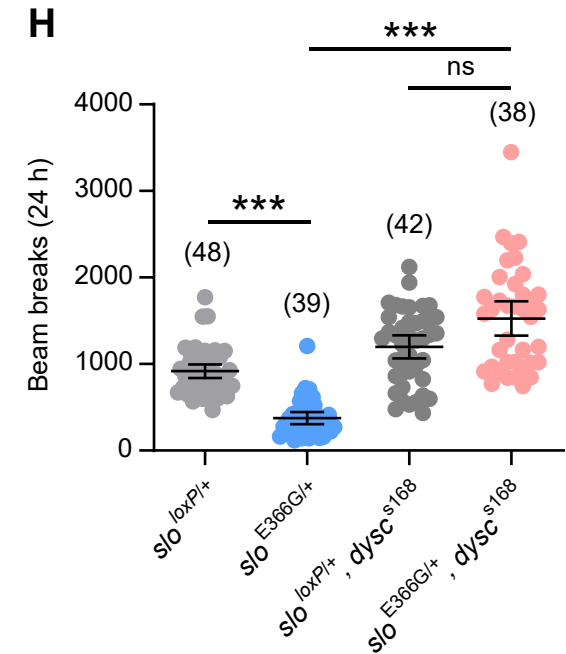 H
***
ns
(38)
4000
3000
2000
1000
0
Beam breaks (24 h)
***
(48)
(39)
(42)
slo loxP/+
slo E366G/+
slo loxP/+, dysc s168
slo E366G/+, dysc s168